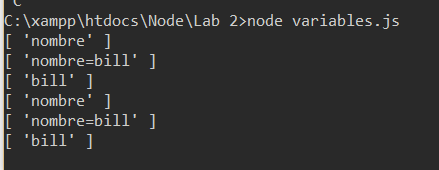 C
C:\xampp\htdocs\Node\Lab 2>node variables.js
[ 'nombre' ]
[ 'nombre=bill' ]
[ 'bill' ]
[ 'nombre' ]
[ 'nombre=bill' ]
[ 'bill' ]